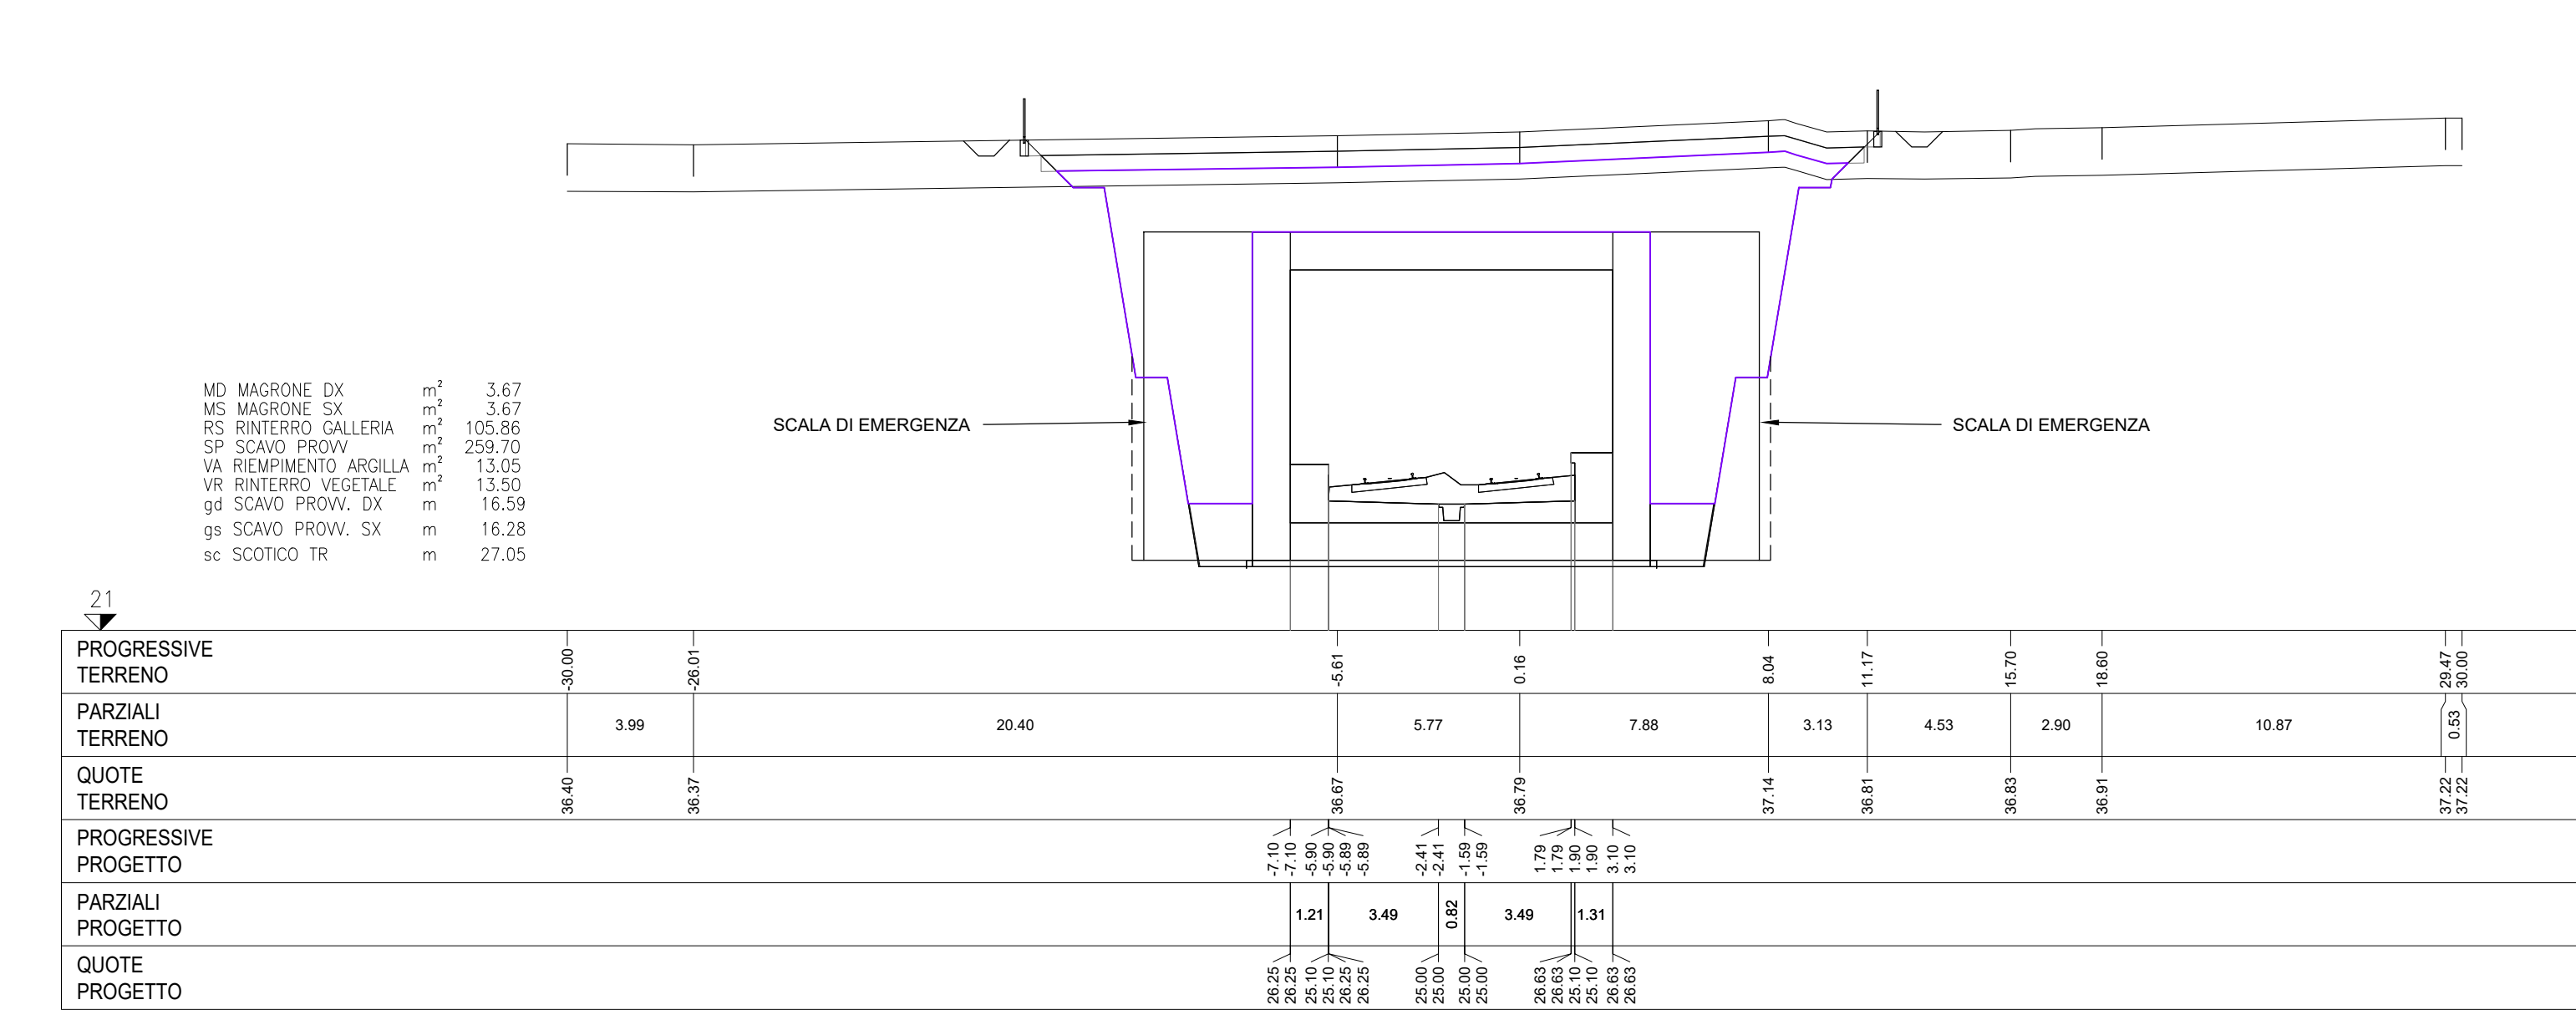 MD MAGRONE DX m² 3.67
MS MAGRONE SX m² 3.67
RS RINTERRO GALLERIA m² 105.86
SP SCAVO PROVV m² 259.70
VA RIEMPIMENTO ARGILLA m² 13.05
VR RINTERRO VEGETALE m² 13.50
gd SCAVO PROVV. DX m 16.59
gs SCAVO PROVV. SX m 16.28
sc SCOTICO TR m 27.05
SCALA DI EMERGENZA
SCALA DI EMERGENZA
21
PROGRESSIVE
TERRENO
-30.00 -26.01 -5.61 0.16 8.04 11.17 15.70 18.60 29.47 30.00
PARZIALI
TERRENO
3.99 20.40 5.77 7.88 3.13 4.53 2.90 10.87 0.53
QUOTE
TERRENO
36.40 36.37 36.67 36.79 37.14 36.81 36.83 36.91 37.22 37.22
PROGRESSIVE
PROGETTO
-7.10 -7.10 -5.90 -5.90 -5.89 -5.89 -2.41 -2.41 -1.59 -1.59 1.79 1.79 1.90 1.90 3.10 3.10
PARZIALI
PROGETTO
1.21 3.49 0.82 3.49 1.31
QUOTE
PROGETTO
26.25 26.25 25.10 25.10 26.25 26.25 25.00 25.00 25.00 25.00 26.63 26.63 25.10 25.10 26.63 26.63